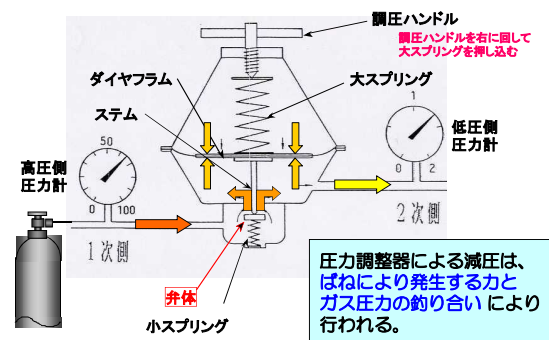 調圧ハンドル
調圧ハンドルを右に回して
大スプリングを押し込む
ダイヤフラム
大スプリング
ステム
1
低圧側
圧力計
50
高圧側
圧力計
0
2
0
100
2次側
1次側
弁体
小スプリング
圧力調整器による減圧は、
ばねにより発生する力と
ガス圧力の釣り合い により
行われる。